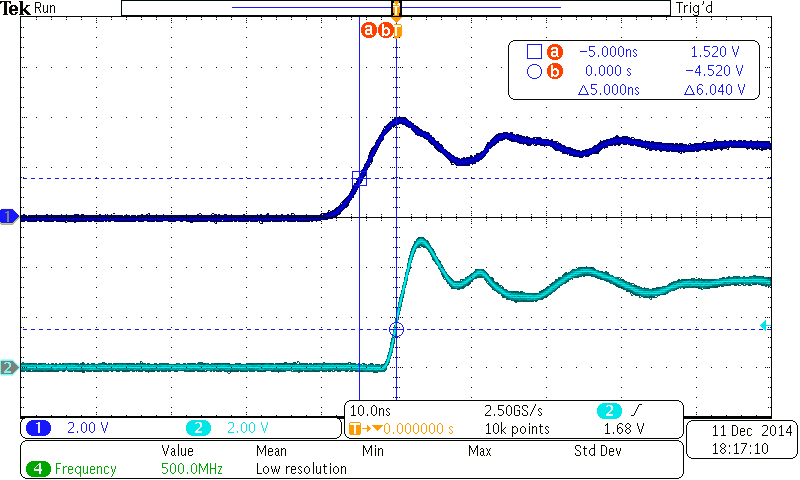 Tek Run T Trig'd
a b T
a −5.000ns 1.520 V
b 0.000 s −4.520 V
Δ5.000ns Δ6.040 V
1
2
10.0ns 2.50GS/s 2
1 2.00 V 2 2.00 V T→▼0.000000 s 10k points 1.68 V
11 Dec 2014
18:17:10
Value Mean Min Max Std Dev
4 Frequency 500.0MHz Low resolution